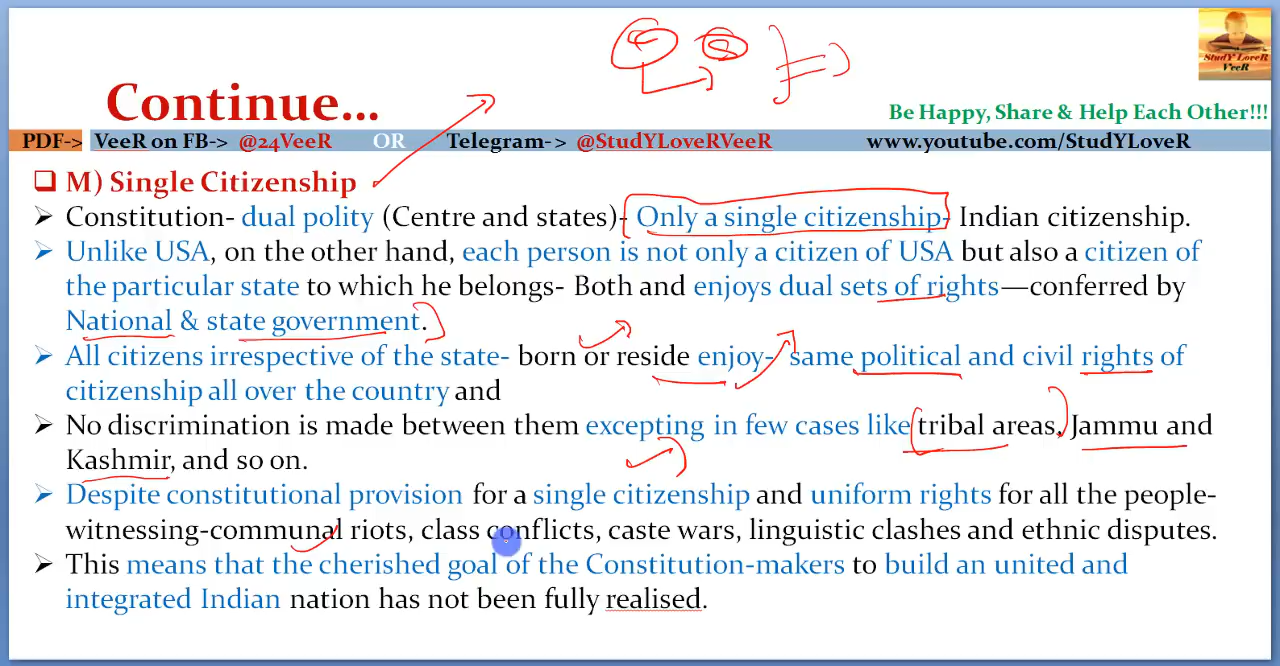 StudY LoveR
VeeR
Continue...
Be Happy, Share & Help Each Other!!!
PDF-> VeeR on FB-> @24VeeR OR Telegram-> @StudYLoveRVeeR www.youtube.com/StudYLoveR
M) Single Citizenship
Constitution- dual polity (Centre and states)- Only a single citizenship- Indian citizenship.
Unlike USA, on the other hand, each person is not only a citizen of USA but also a citizen of
the particular state to which he belongs- Both and enjoys dual sets of rights—conferred by
National & state government.
All citizens irrespective of the state- born or reside enjoy- same political and civil rights of
citizenship all over the country and
No discrimination is made between them excepting in few cases like tribal areas, Jammu and
Kashmir, and so on.
Despite constitutional provision for a single citizenship and uniform rights for all the people-
witnessing-communal riots, class conflicts, caste wars, linguistic clashes and ethnic disputes.
This means that the cherished goal of the Constitution-makers to build an united and
integrated Indian nation has not been fully realised.